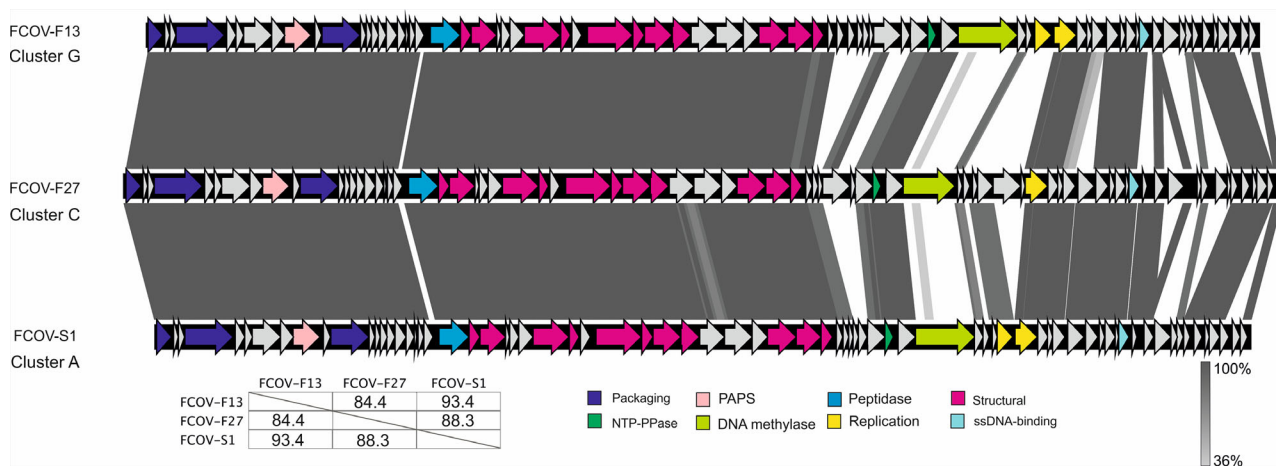 FCOV-F13
Cluster G
FCOV-F27
Cluster C
FCOV-S1
Cluster A
FCOV-F13 FCOV-F27 FCOV-S1
FCOV-F13 84.4 93.4
FCOV-F27 84.4 88.3
FCOV-S1 93.4 88.3
Packaging PAPS Peptidase Structural
NTP-PPase DNA methylase Replication ssDNA-binding
100%
36%